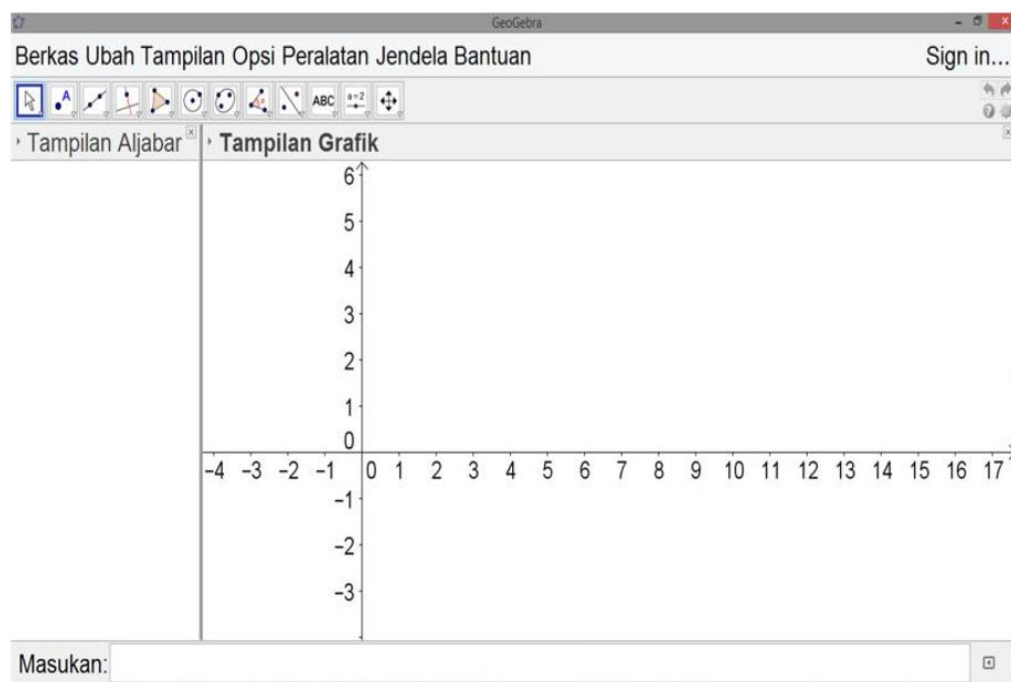 GeoGebra
Berkas Ubah Tampilan Opsi Peralatan Jendela Bantuan Sign in...
A ABC a=2
Tampilan Aljabar Tampilan Grafik
6
5
4
3
2
1
0
–4 –3 –2 –1 0 1 2 3 4 5 6 7 8 9 10 11 12 13 14 15 16 17
–1
–2
–3
Masukan: